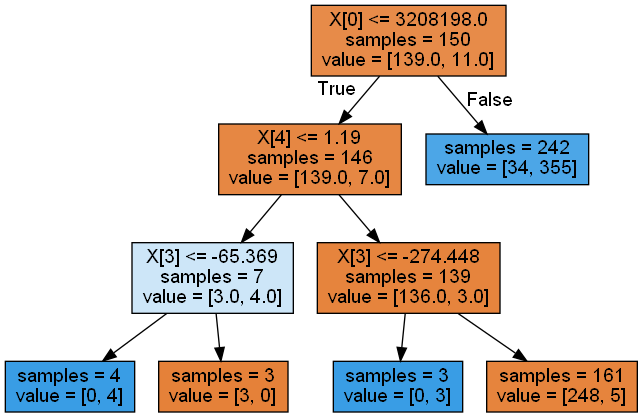 X[0] <= 3208198.0
samples = 150
value = [139.0, 11.0]
True
False
X[4] <= 1.19
samples = 146
value = [139.0, 7.0]
samples = 242
value = [34, 355]
X[3] <= -65.369
samples = 7
value = [3.0, 4.0]
X[3] <= -274.448
samples = 139
value = [136.0, 3.0]
samples = 4
value = [0, 4]
samples = 3
value = [3, 0]
samples = 3
value = [0, 3]
samples = 161
value = [248, 5]